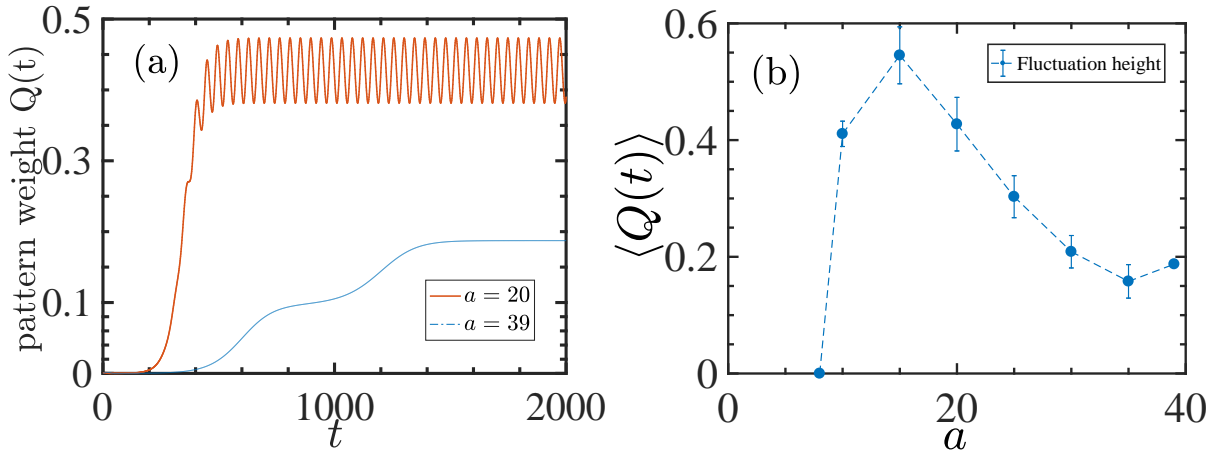 0.5
0.3
0.1
0
pattern weight Q(t)
(a)
a = 20
a = 39
0
1000
2000
t
0.6
0.4
0.2
0
⟨Q(t)⟩
(b)
Fluctuation height
0
20
40
a